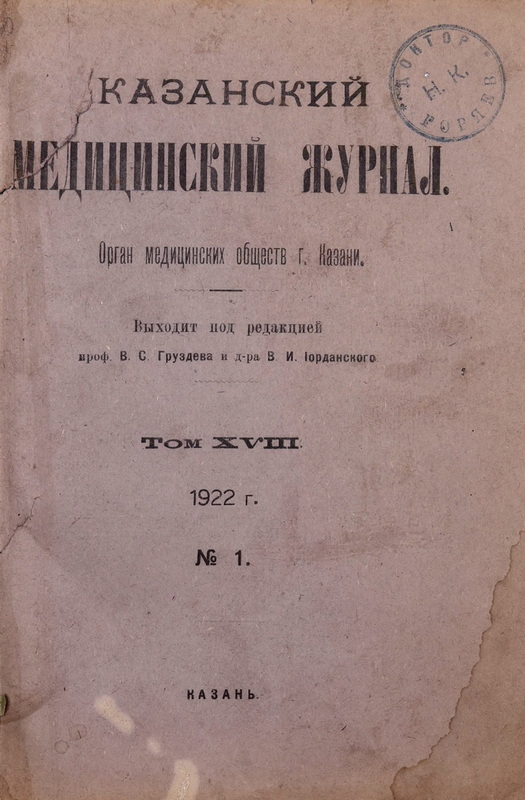 КАЗАНСКИЙ
МЕДИЦИНСКИЙ ЖУРНАЛ.
ДОКТОР
Н. К.
ГОРЯЕВ
Орган медицинских обществ г. Казани.
Выходит под редакцией
проф. В. С. Груздева и д-ра В. И. Іорданского
Том XVIII.
1922 г.
№ 1.
КАЗАНЬ.